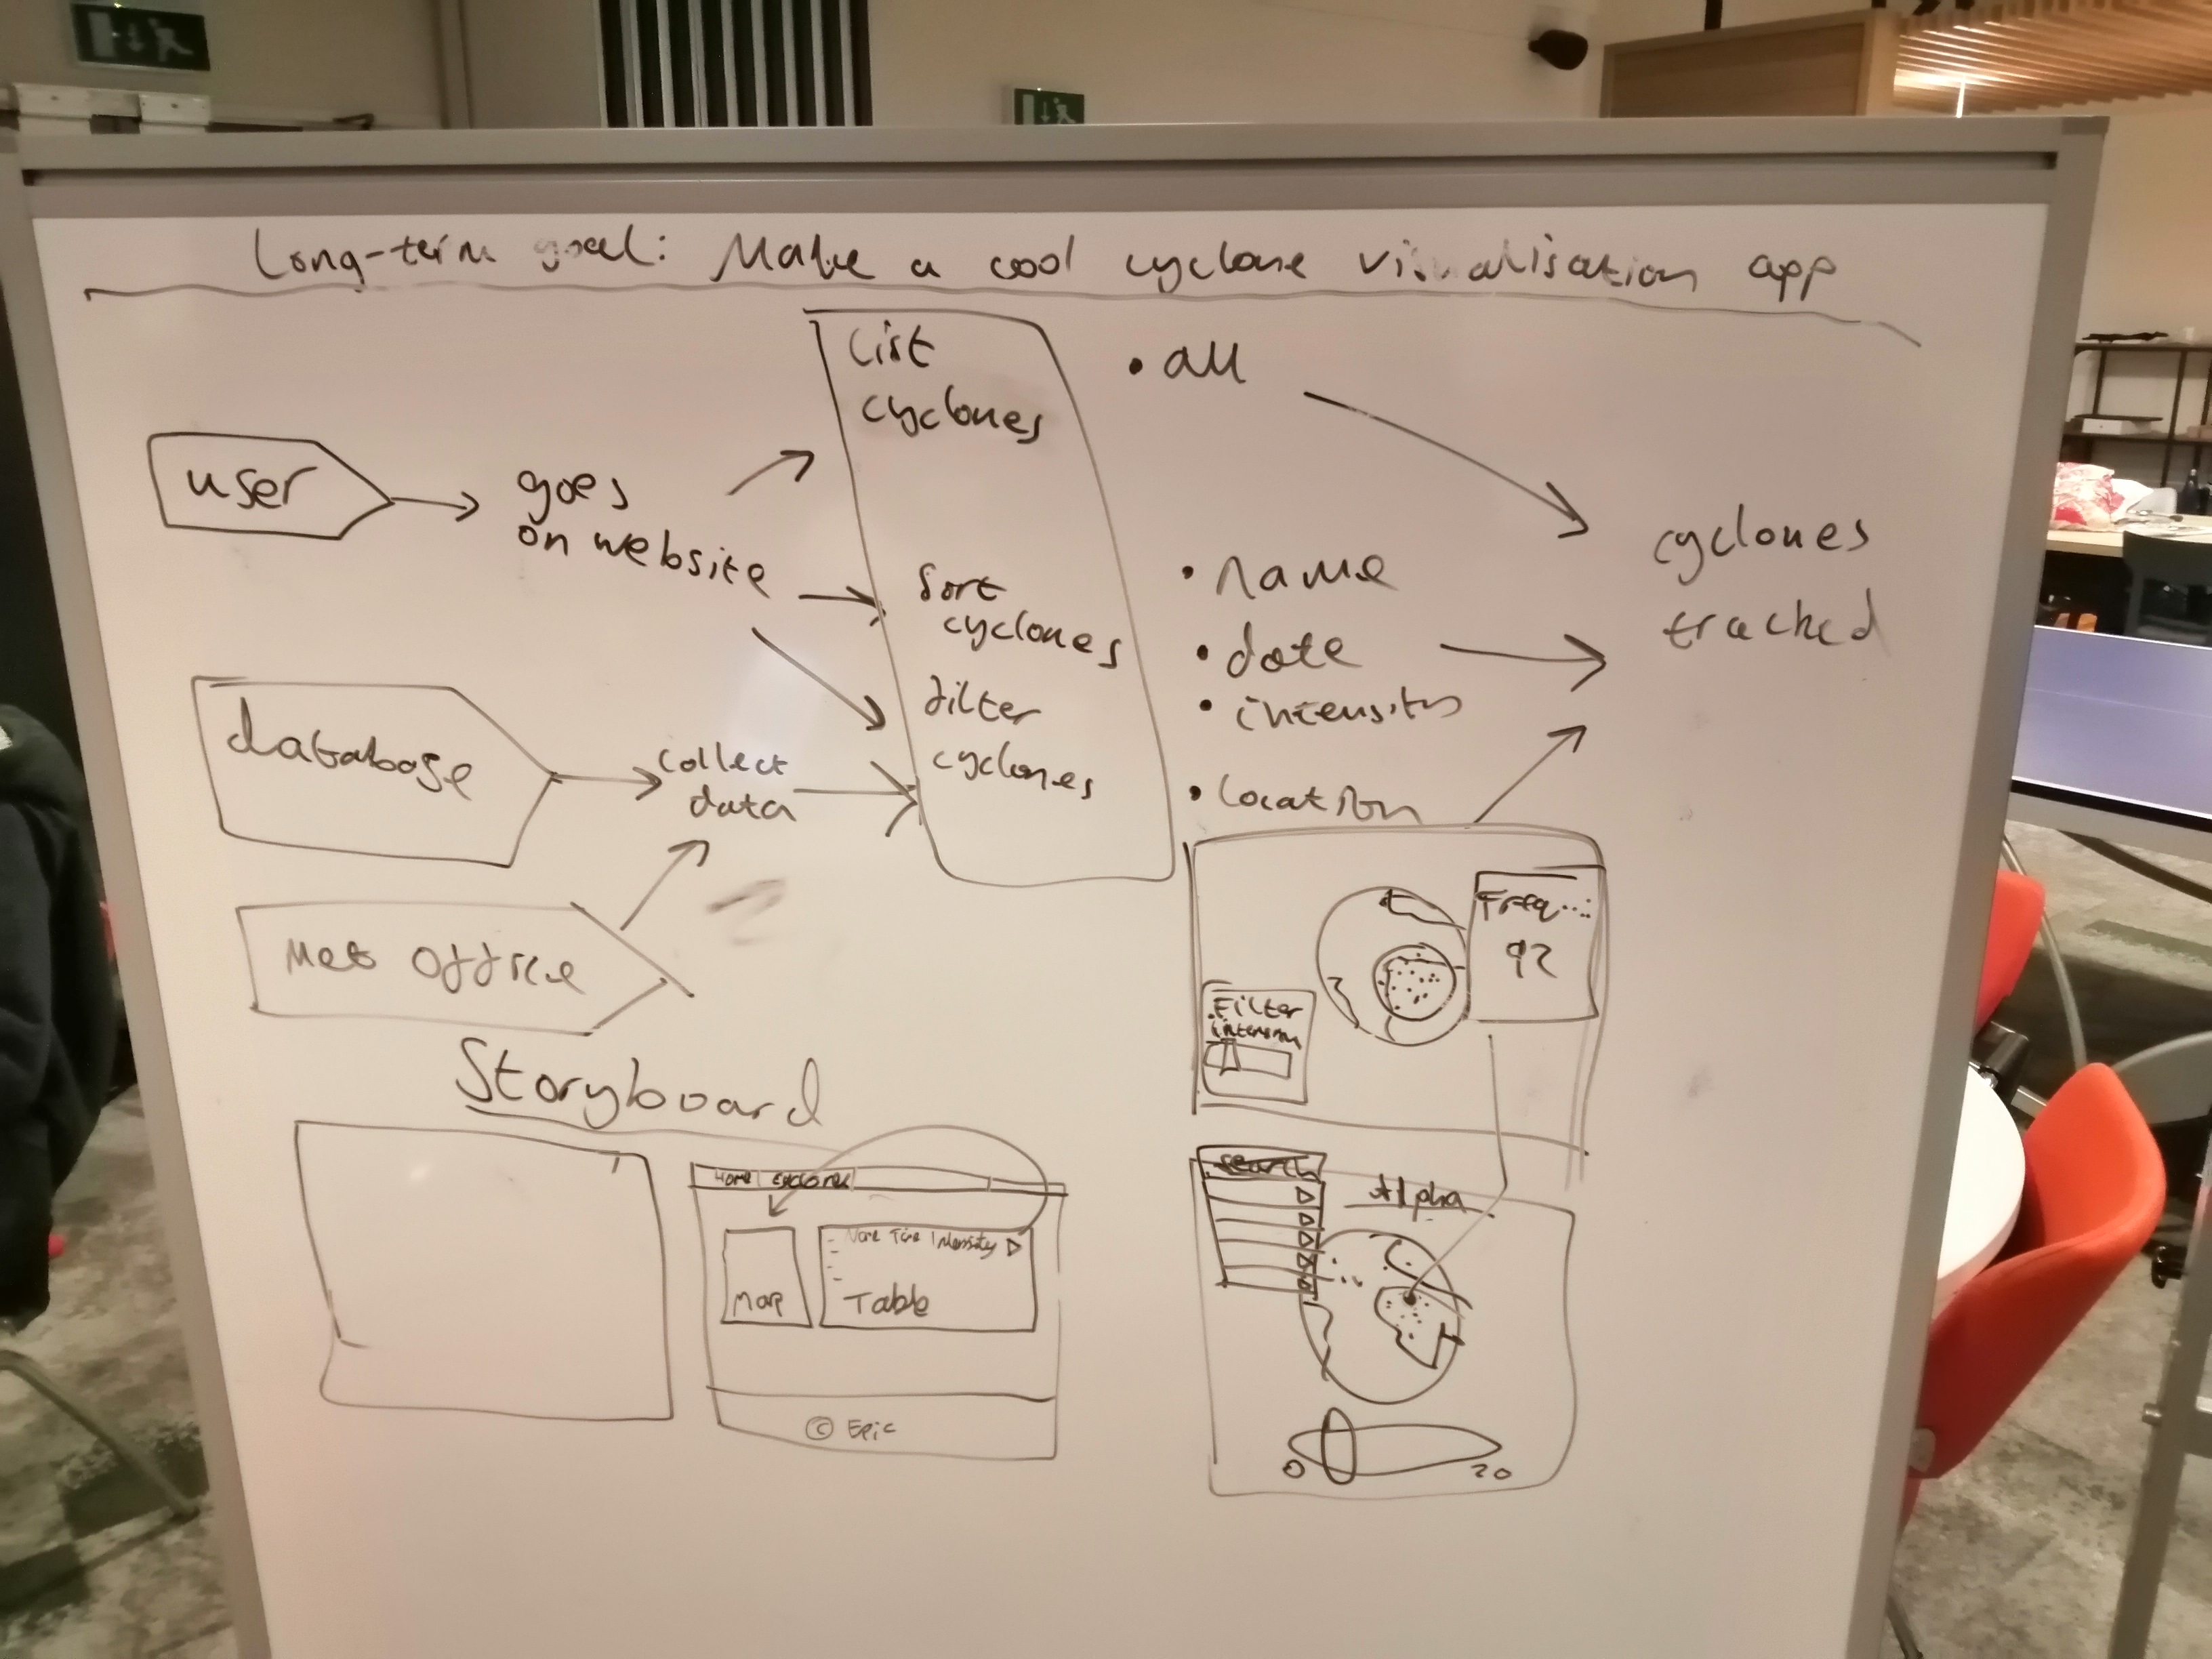 Long-term goal: Make a cool cyclone visualisation app
List
cyclones
• all
user
goes
on website
sort
cyclones
filter
cyclones
• name
• date
• intensity
• location
cyclones
tracked
database
collect
data
Met Office
Freq...
92
Filter
intensity
Storyboard
Home
Map
Name Time Intensity
Table
© Epic
Search
Alpha
0
20